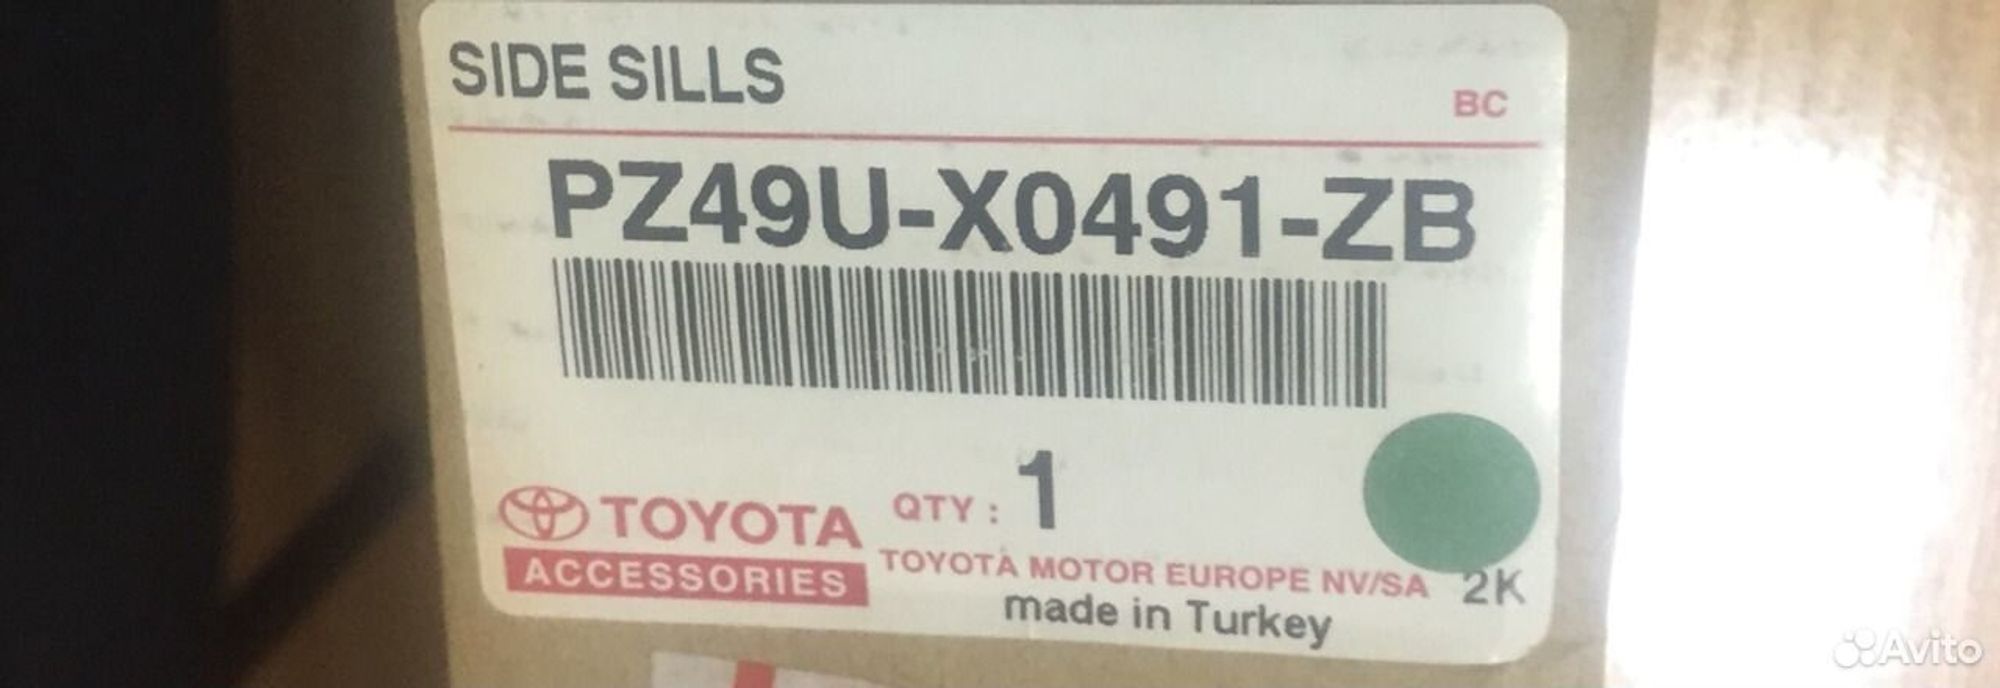 SIDE SILLS
BC
PZ49U-X0491-ZB
QTY : 1
TOYOTA
ACCESSORIES
TOYOTA MOTOR EUROPE NV/SA
2K
made in Turkey
Avito